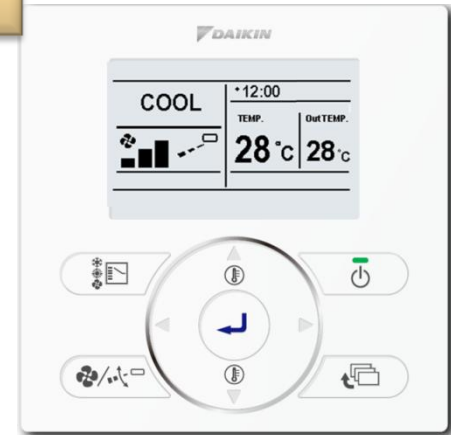 DAIKIN
COOL
12:00
TEMP.
OutTEMP.
28°C
28°C